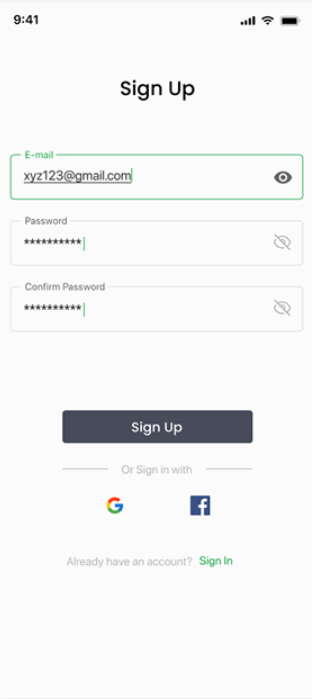 9:41
Sign Up
E-mail
xyz123@gmail.com
Password
**********
Confirm Password
**********
Sign Up
Or Sign in with
Already have an account? Sign In